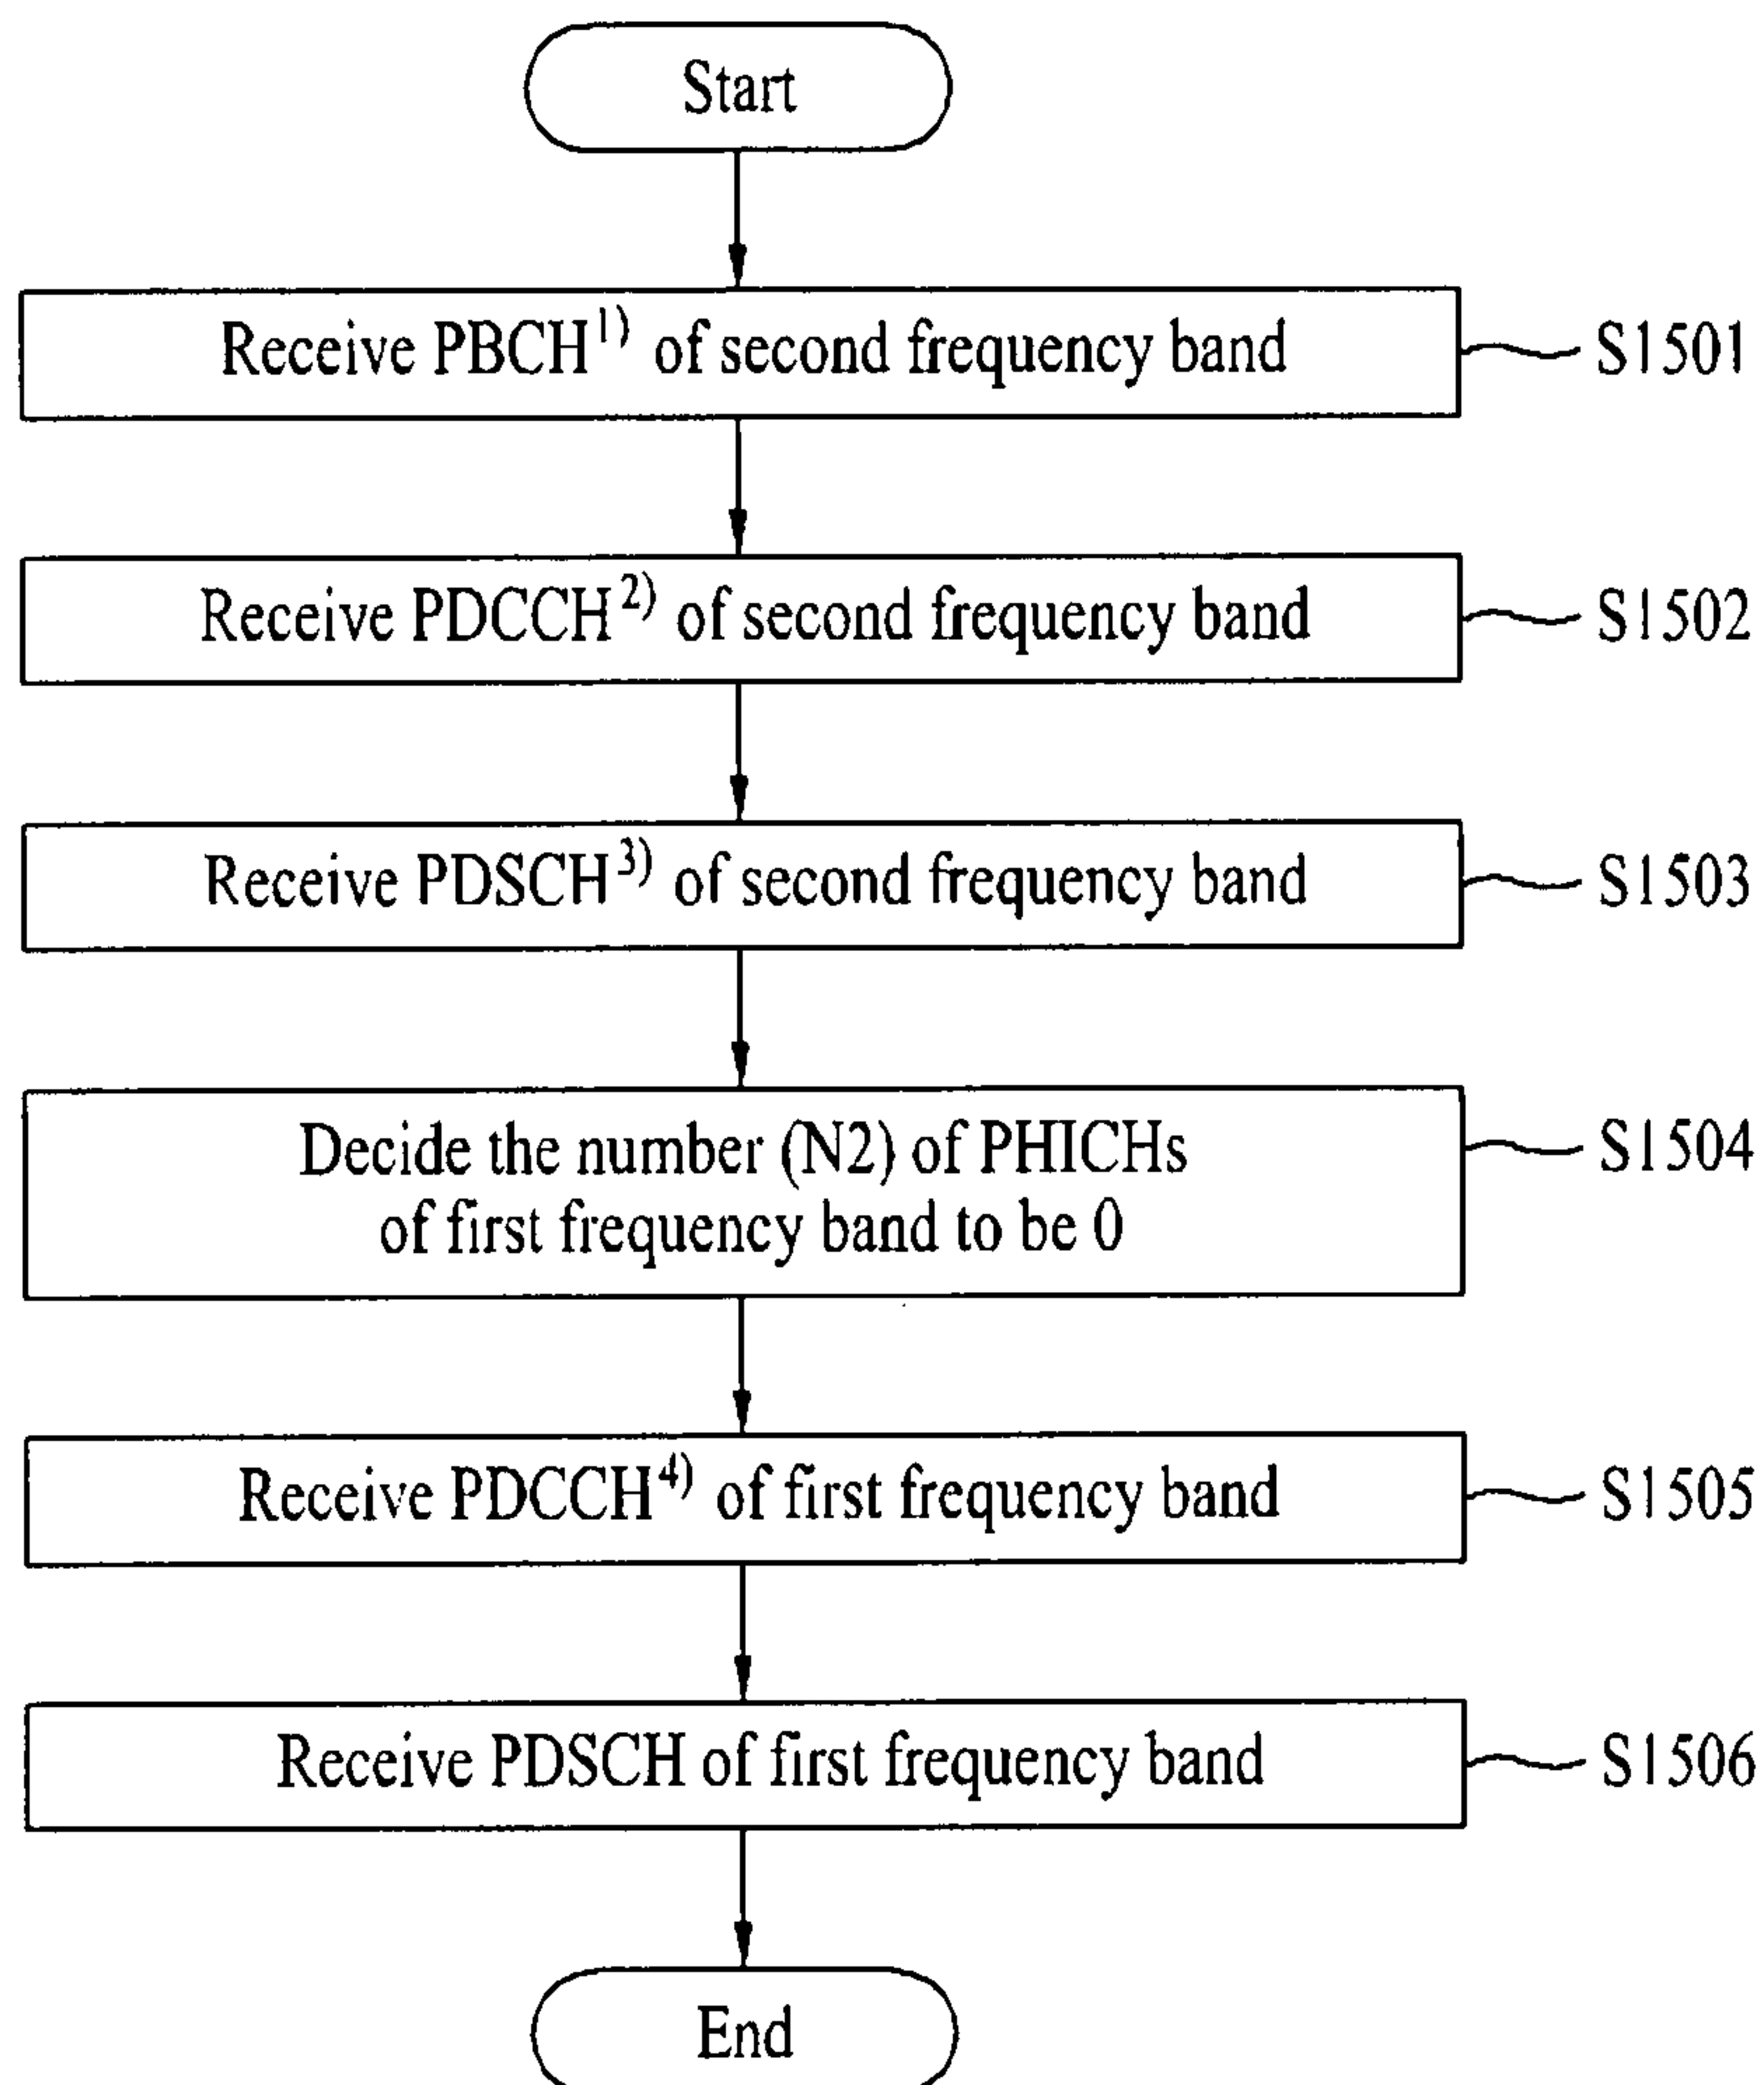 Start
Receive PBCH1) of second frequency band
S1501
Receive PDCCH2) of second frequency band
S1502
Receive PDSCH3) of second frequency band
S1503
Decide the number (N2) of PHICHs
of first frequency band to be 0
S1504
Receive PDCCH4) of first frequency band
S1505
Receive PDSCH of first frequency band
S1506
End